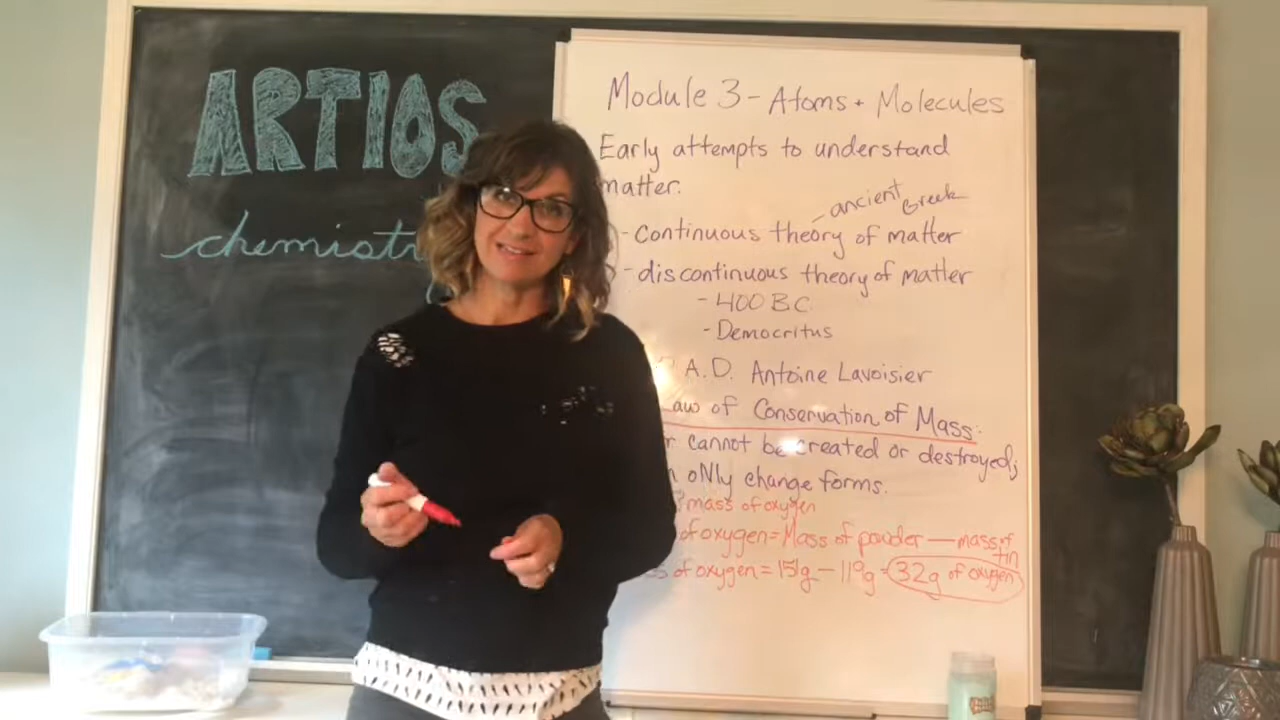 ARTIOS
chemistr
Module 3 - Atoms + Molecules
Early attempts to understand
matter:
- ancient Greek
- continuous theory of matter
- discontinuous theory of matter
- 400 B.C.
- Democritus
A.D. Antoine Lavoisier
aw of Conservation of Mass:
cannot be created or destroyed;
oNly change forms.
? mass of oxygen
of oxygen = Mass of powder — mass of
tin
of oxygen = 151g - 119g = 32g of oxygen